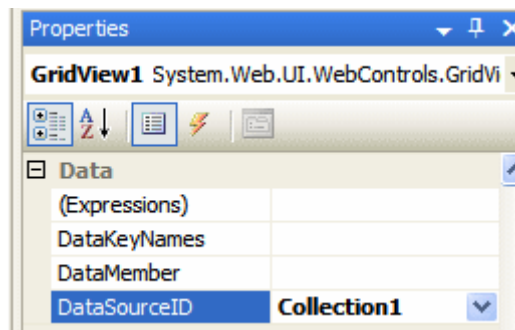 Properties
GridView1 System.Web.UI.WebControls.GridVi
Data
(Expressions)
DataKeyNames
DataMember
DataSourceID Collection1